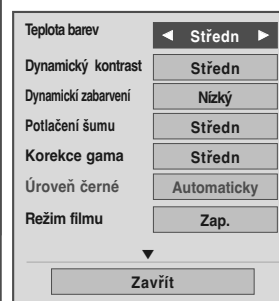 Teplota barev ◄ Středn ►
Dynamický kontrast Středn
Dynamickí zabarvení Nízký
Potlačení šumu Středn
Korekce gama Středn
Úroveň černé Automaticky
Režim filmu Zap.
▼
Zavřít